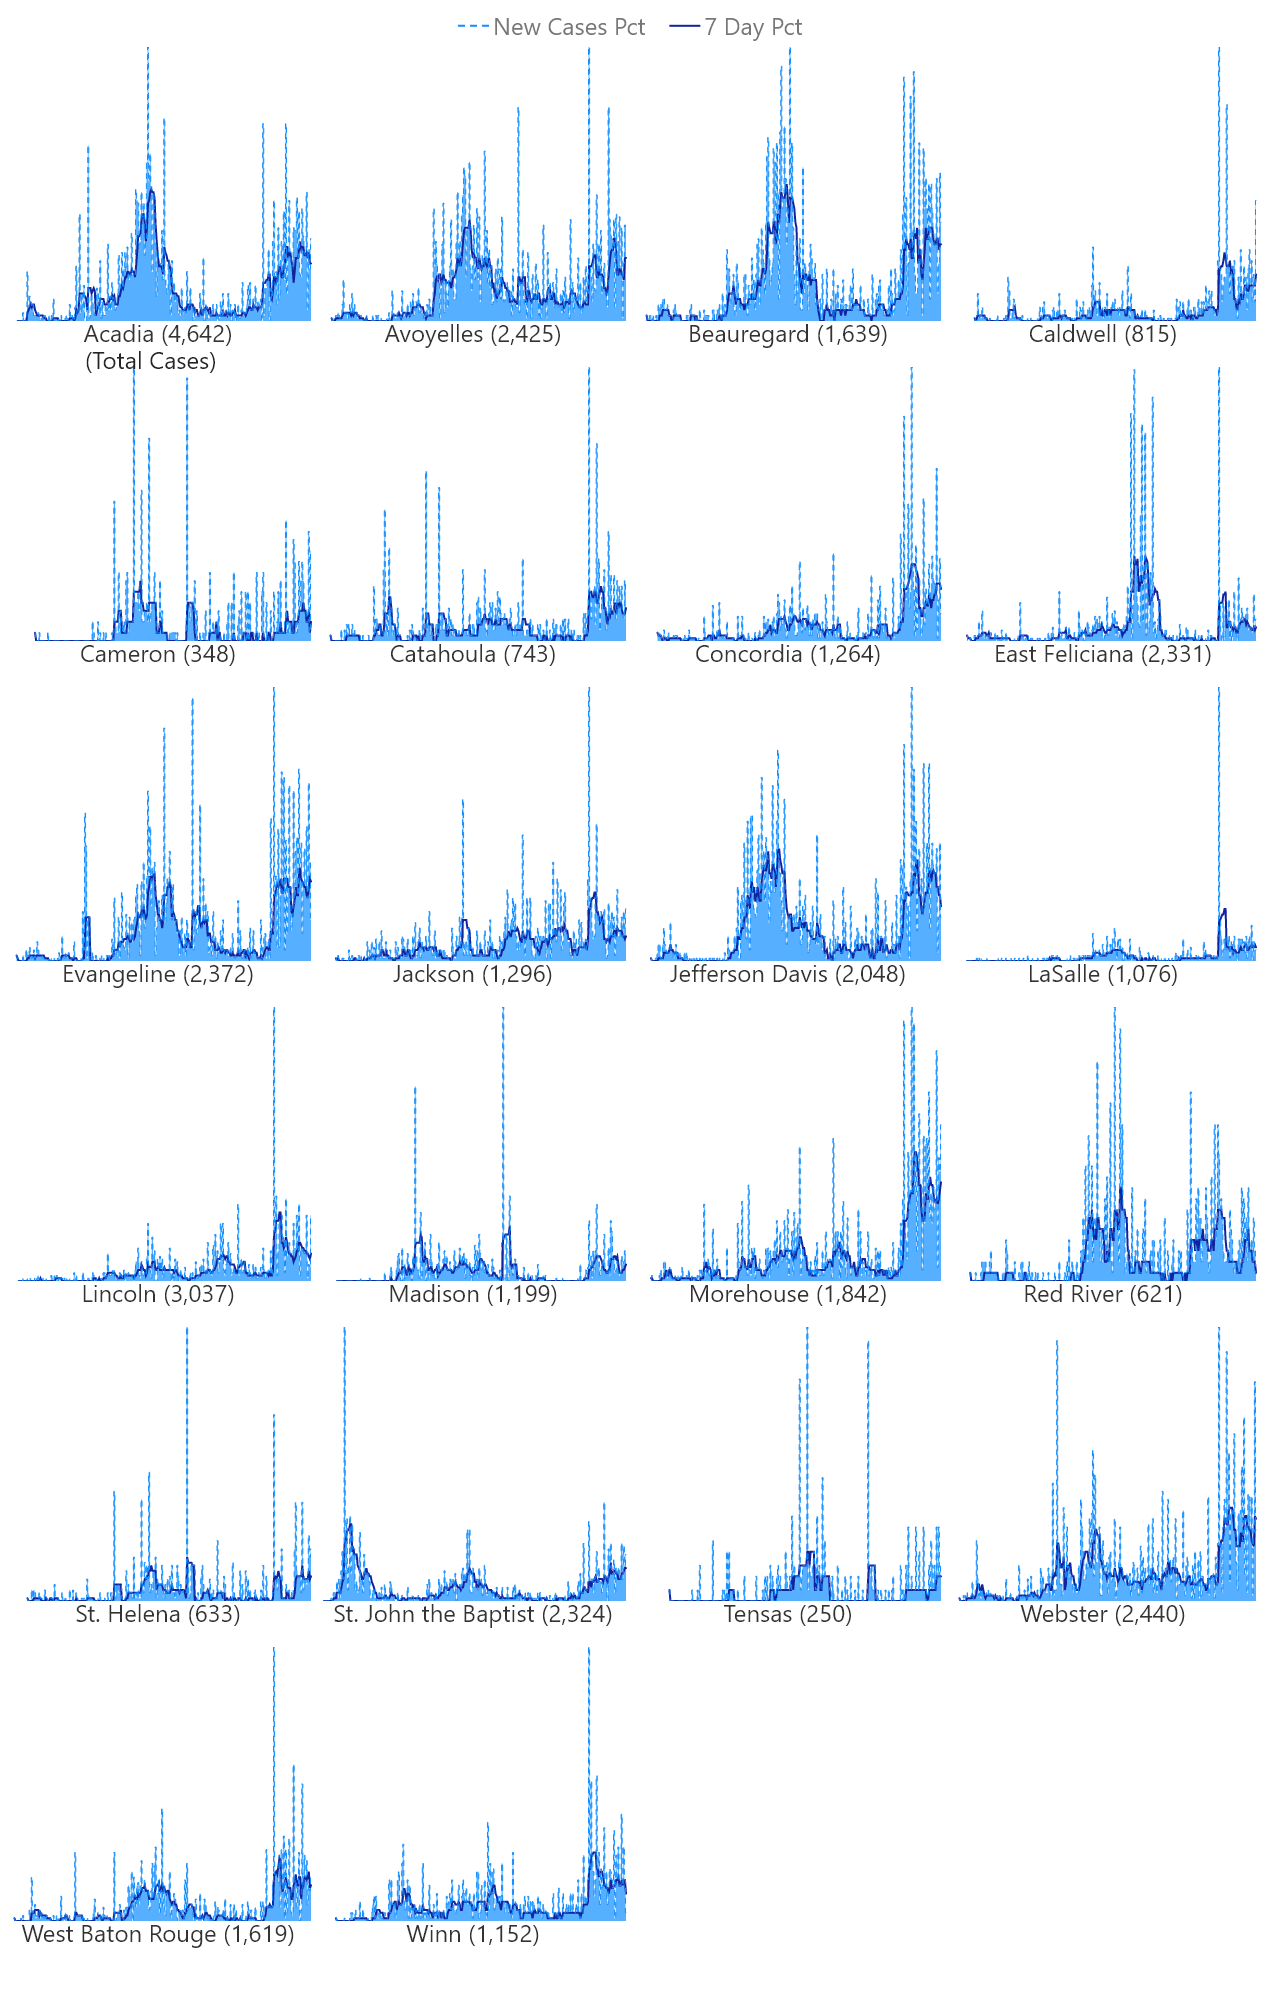 New Cases Pct 7 Day Pct
Acadia (4,642) Avoyelles (2,425) Beauregard (1,639) Caldwell (815)
(Total Cases)
Cameron (348) Catahoula (743) Concordia (1,264) East Feliciana (2,331)
Evangeline (2,372) Jackson (1,296) Jefferson Davis (2,048) LaSalle (1,076)
Lincoln (3,037) Madison (1,199) Morehouse (1,842) Red River (621)
St. Helena (633) St. John the Baptist (2,324) Tensas (250) Webster (2,440)
West Baton Rouge (1,619) Winn (1,152)